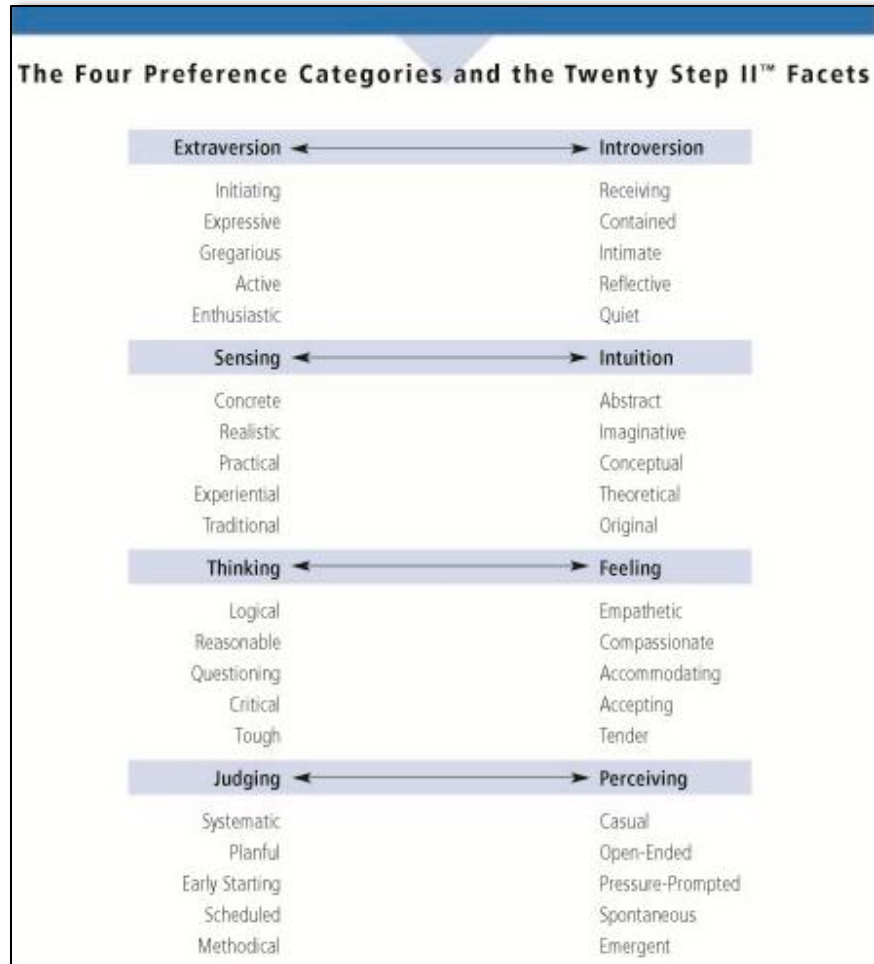 The Four Preference Categories and the Twenty Step II™ Facets
Extraversion Introversion
Initiating Receiving
Expressive Contained
Gregarious Intimate
Active Reflective
Enthusiastic Quiet
Sensing Intuition
Concrete Abstract
Realistic Imaginative
Practical Conceptual
Experiential Theoretical
Traditional Original
Thinking Feeling
Logical Empathetic
Reasonable Compassionate
Questioning Accommodating
Critical Accepting
Tough Tender
Judging Perceiving
Systematic Casual
Planful Open-Ended
Early Starting Pressure-Prompted
Scheduled Spontaneous
Methodical Emergent